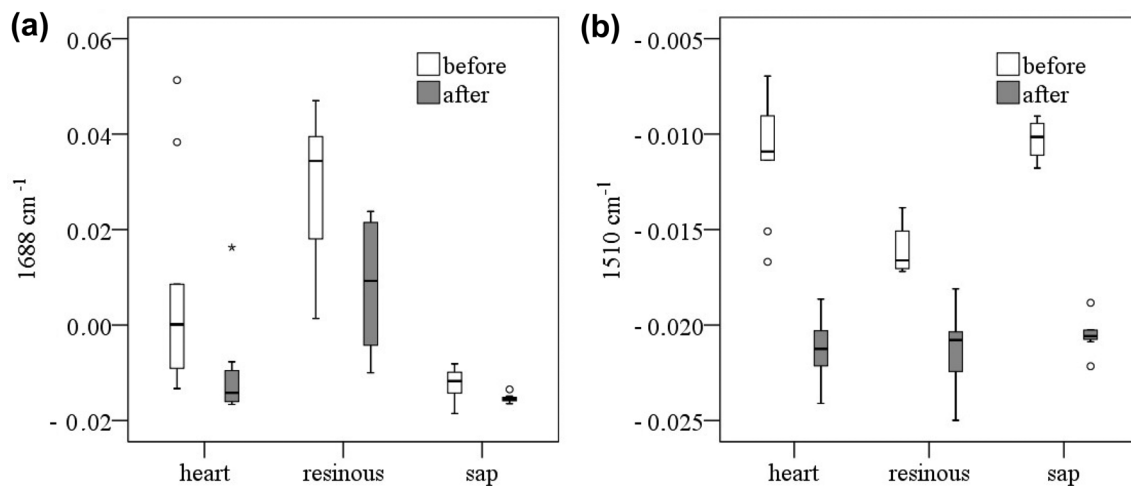 (a)
0.06
0.04
0.02
0.00
- 0.02
1688 cm⁻¹
before
after
heart resinous sap
(b)
- 0.005
- 0.010
- 0.015
- 0.020
- 0.025
1510 cm⁻¹
before
after
heart resinous sap